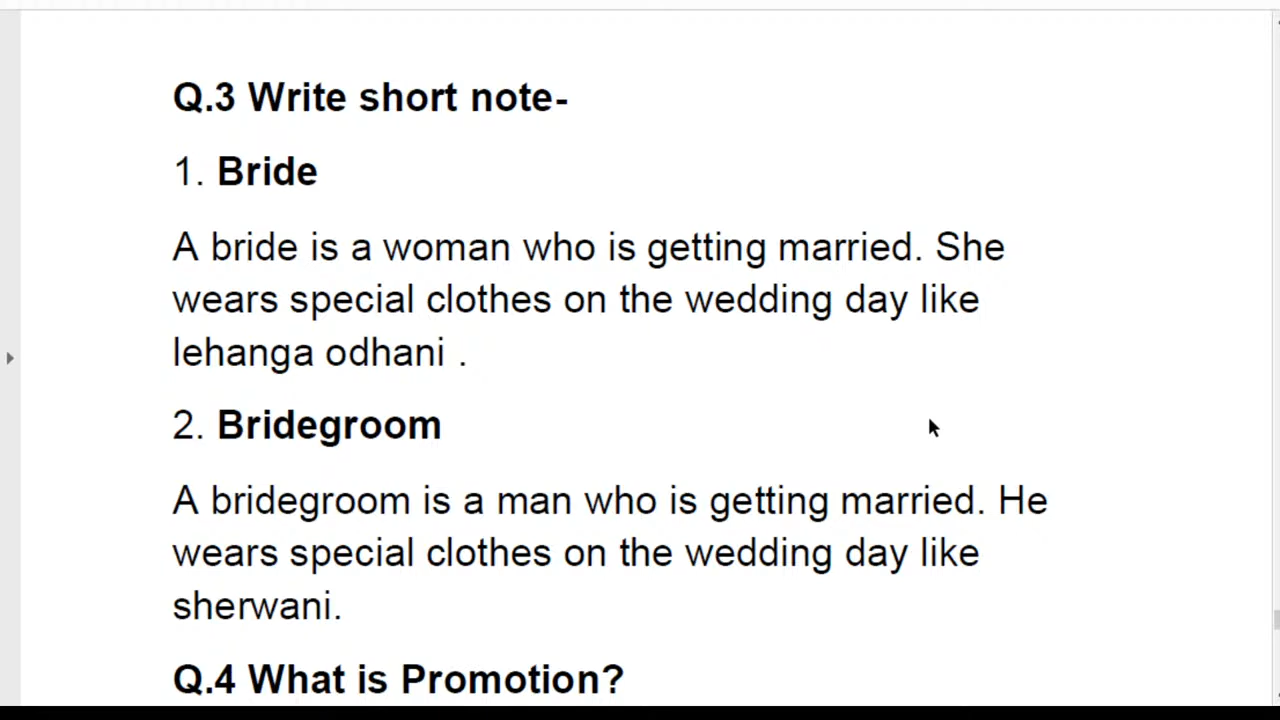 Q.3 Write short note-
1. Bride
A bride is a woman who is getting married. She
wears special clothes on the wedding day like
lehanga odhani .
2. Bridegroom
A bridegroom is a man who is getting married. He
wears special clothes on the wedding day like
sherwani.
Q.4 What is Promotion?